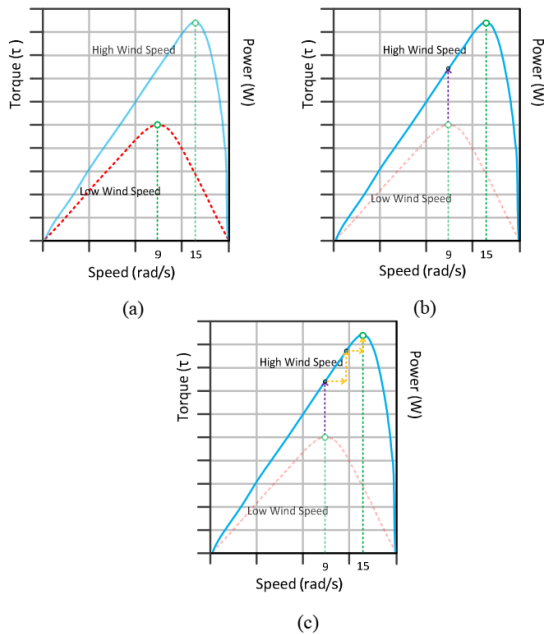 Torque (τ )
High Wind Speed
Low Wind Speed
Power (W)
9
15
Speed (rad/s)
(a)
Torque (τ )
High Wind Speed
Low Wind Speed
Power (W)
9
15
Speed (rad/s)
(b)
Torque (τ )
High Wind Speed
Low Wind Speed
Power (W)
9
15
Speed (rad/s)
(c)